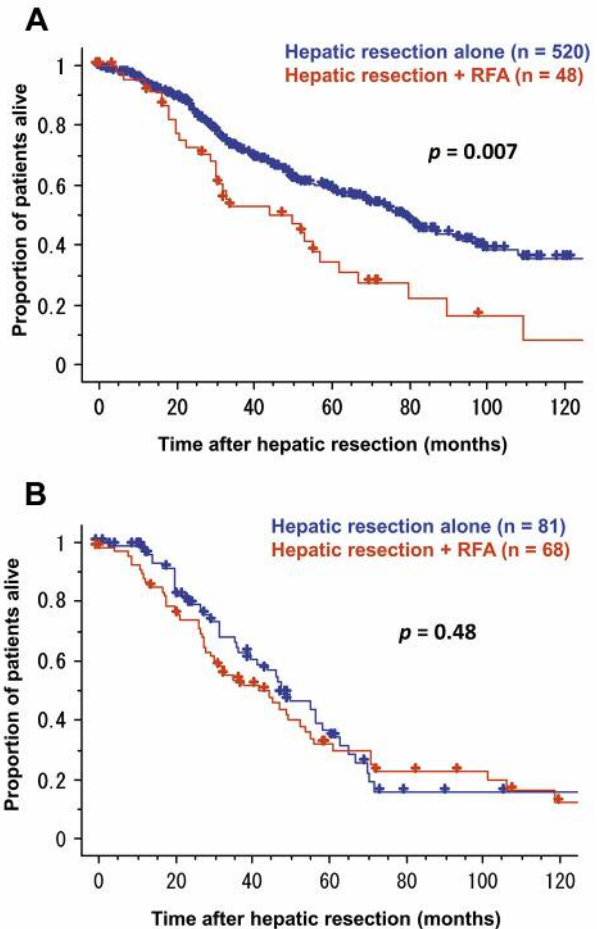 A
Hepatic resection alone (n = 520)
Hepatic resection + RFA (n = 48)
p = 0.007
Proportion of patients alive
1
0.8
0.6
0.4
0.2
0
0 20 40 60 80 100 120
Time after hepatic resection (months)
B
Hepatic resection alone (n = 81)
Hepatic resection + RFA (n = 68)
p = 0.48
Proportion of patients alive
1
0.8
0.6
0.4
0.2
0
0 20 40 60 80 100 120
Time after hepatic resection (months)